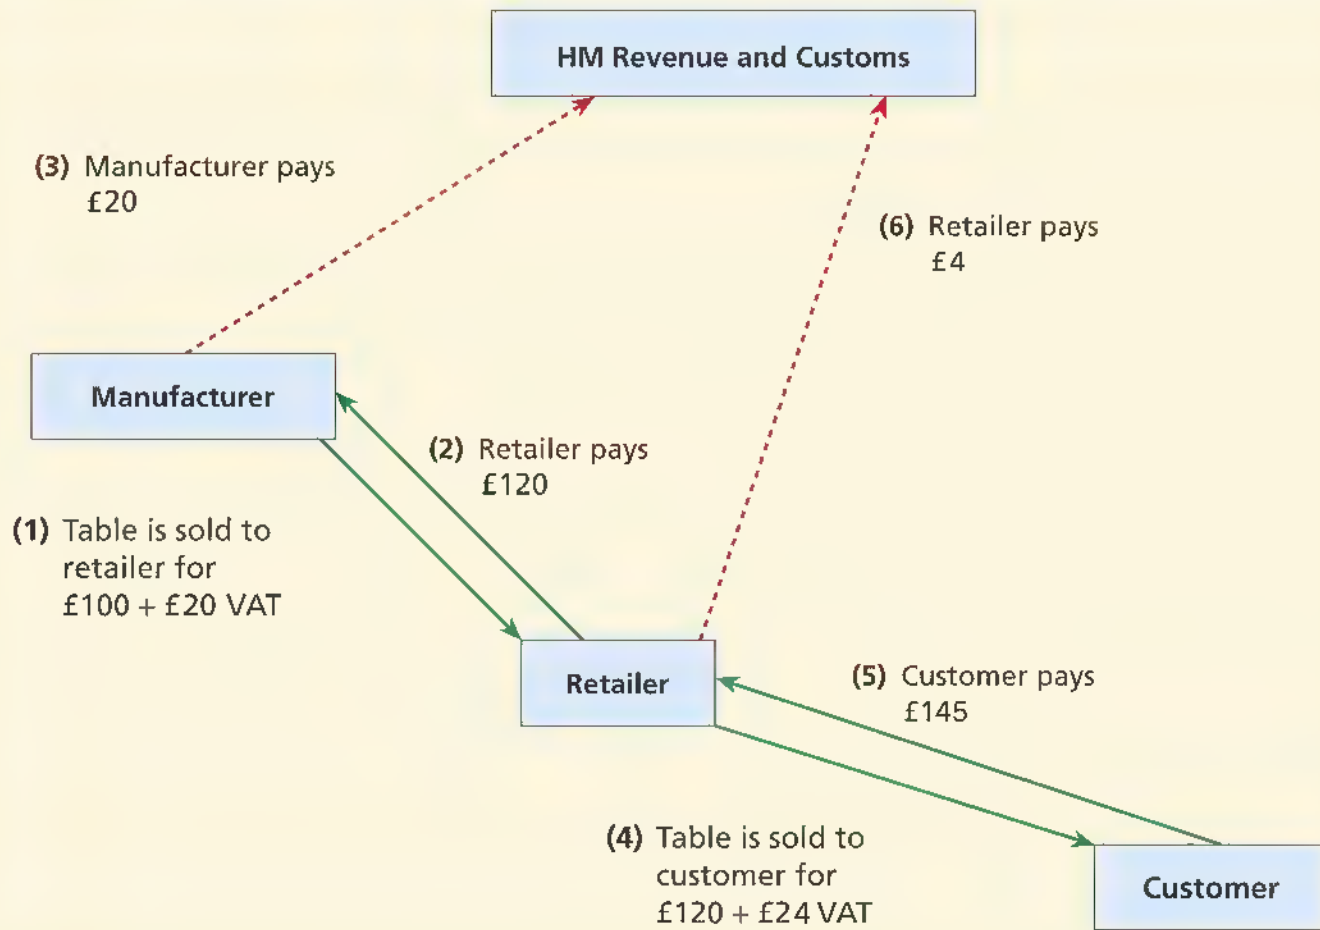 HM Revenue and Customs
(3) Manufacturer pays
£20
(6) Retailer pays
£4
Manufacturer
(2) Retailer pays
£120
(1) Table is sold to
retailer for
£100 + £20 VAT
Retailer
(5) Customer pays
£145
(4) Table is sold to
customer for
£120 + £24 VAT
Customer